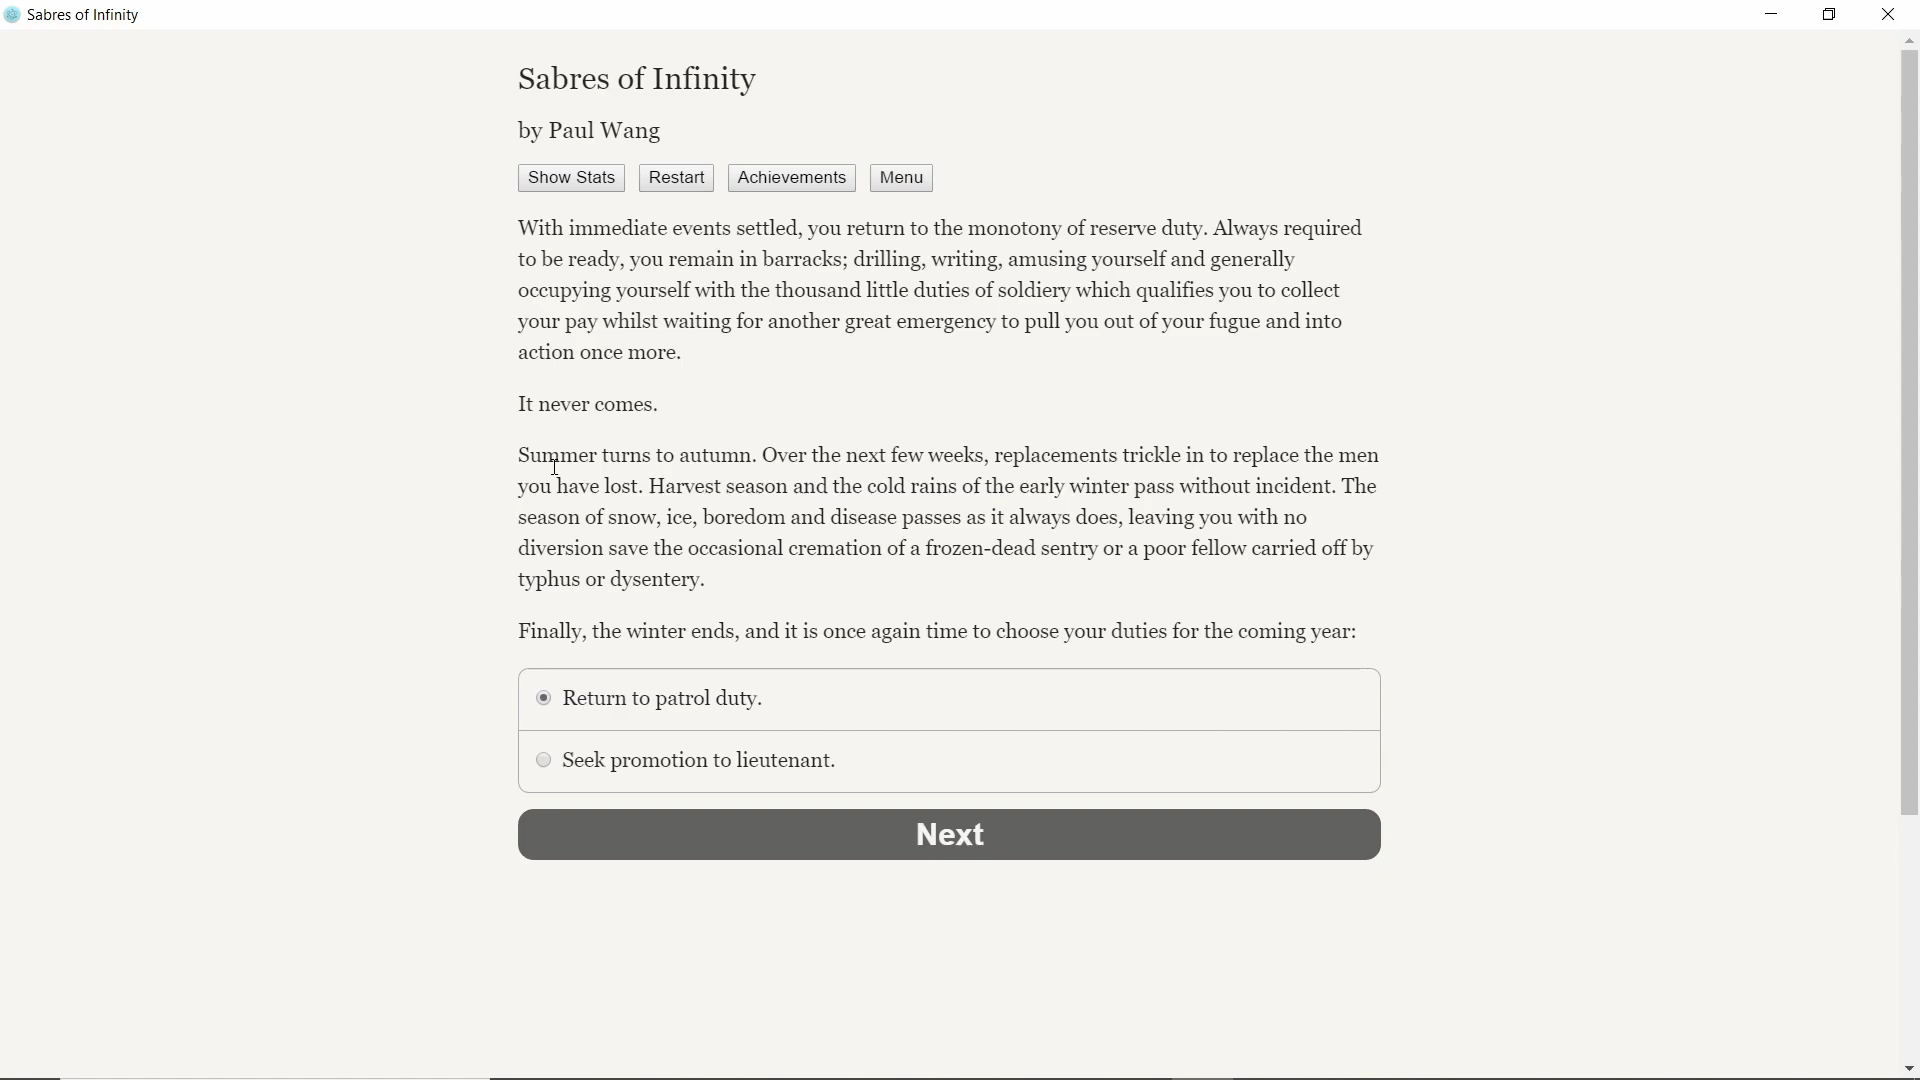 Sabres of Infinity
Sabres of Infinity
by Paul Wang
Show Stats Restart Achievements Menu
With immediate events settled, you return to the monotony of reserve duty. Always required
to be ready, you remain in barracks; drilling, writing, amusing yourself and generally
occupying yourself with the thousand little duties of soldiery which qualifies you to collect
your pay whilst waiting for another great emergency to pull you out of your fugue and into
action once more.
It never comes.
Summer turns to autumn. Over the next few weeks, replacements trickle in to replace the men
you have lost. Harvest season and the cold rains of the early winter pass without incident. The
season of snow, ice, boredom and disease passes as it always does, leaving you with no
diversion save the occasional cremation of a frozen-dead sentry or a poor fellow carried off by
typhus or dysentery.
Finally, the winter ends, and it is once again time to choose your duties for the coming year:
Return to patrol duty.
Seek promotion to lieutenant.
Next